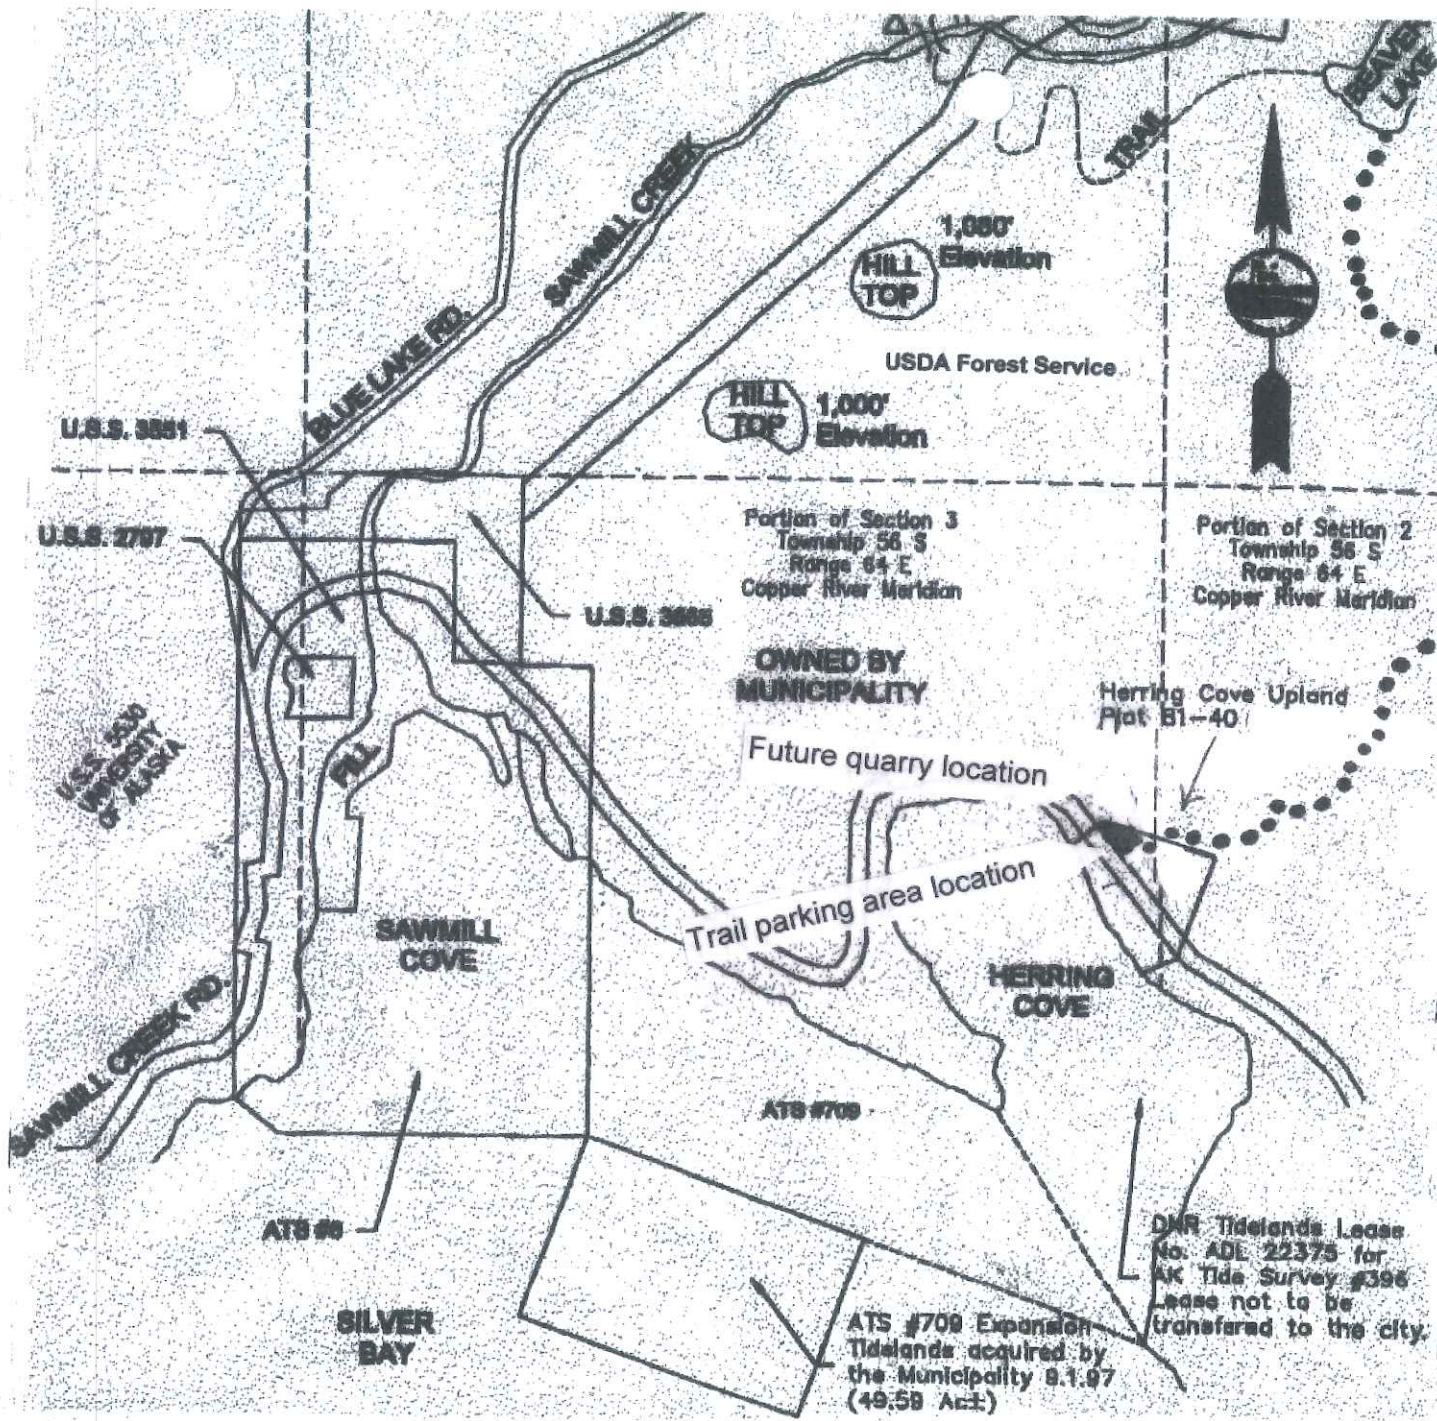 BEAVER
LAKE
TRAIL
SAWMILL CREEK
1,080'
Elevation
HILL
TOP
BLUE LAKE RD.
USDA Forest Service
HILL
TOP
1,000'
Elevation
U.S.S. 3551
U.S.S. 2797
Portion of Section 3
Township 56 S
Range 64 E
Copper River Meridian
Portion of Section 2
Township 56 S
Range 64 E
Copper River Meridian
U.S.S.
OWNED BY
MUNICIPALITY
Herring Cove Upland
Plat 81-40
U.S.S. 3530
UNIVERSITY
OF ALASKA
FILL
Future quarry location
Trail parking area location
SAWMILL
COVE
HERRING
COVE
SAWMILL CREEK RD.
ATS #709
ATS
DNR Tidelands Lease
No. ADL 22375 for
AK Tide Survey #396
Lease not to be
transfered to the city.
SILVER
BAY
ATS #709 Expansion
Tidelands acquired by
the Municipality 9.1.97
(49.59 Ac±)